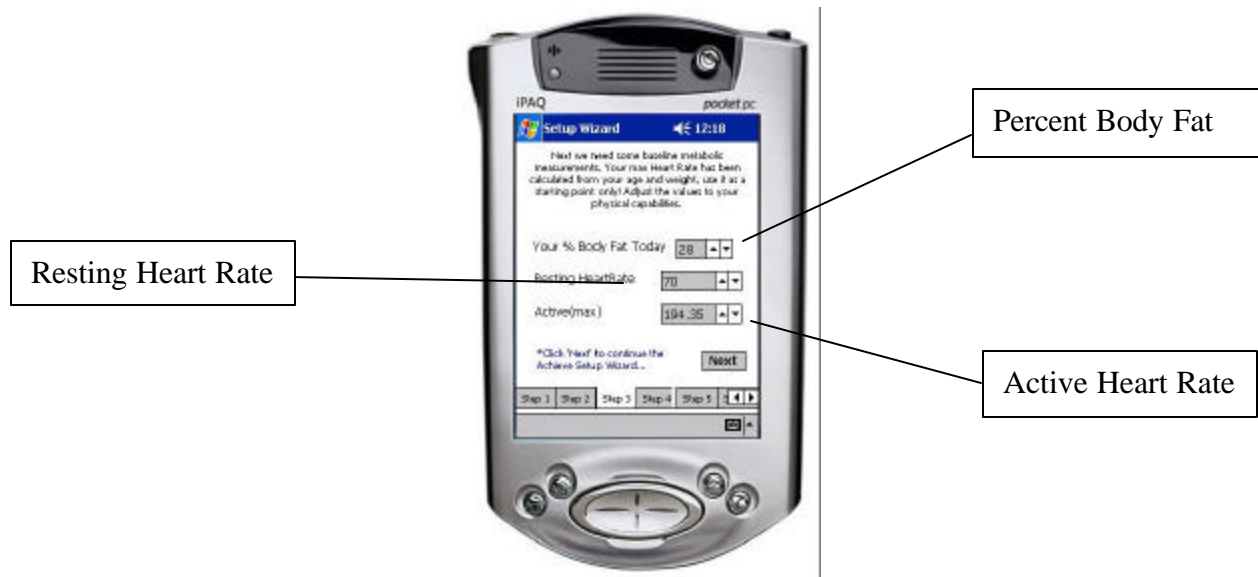 iPAQ pocket pc
Setup Wizard 12:18
Next we need some baseline metabolic
measurements. Your max Heart Rate has been
calculated from your age and weight, use it as a
starting point only! Adjust the values to your
physical capabilities.
Percent Body Fat
Your % Body Fat Today 28
Resting Heart Rate
Resting HeartRate 70
Active(max) 194.35
Active Heart Rate
*Click 'Next' to continue the
Achieve Setup Wizard...
Next
Step 1 Step 2 Step 3 Step 4 Step 5